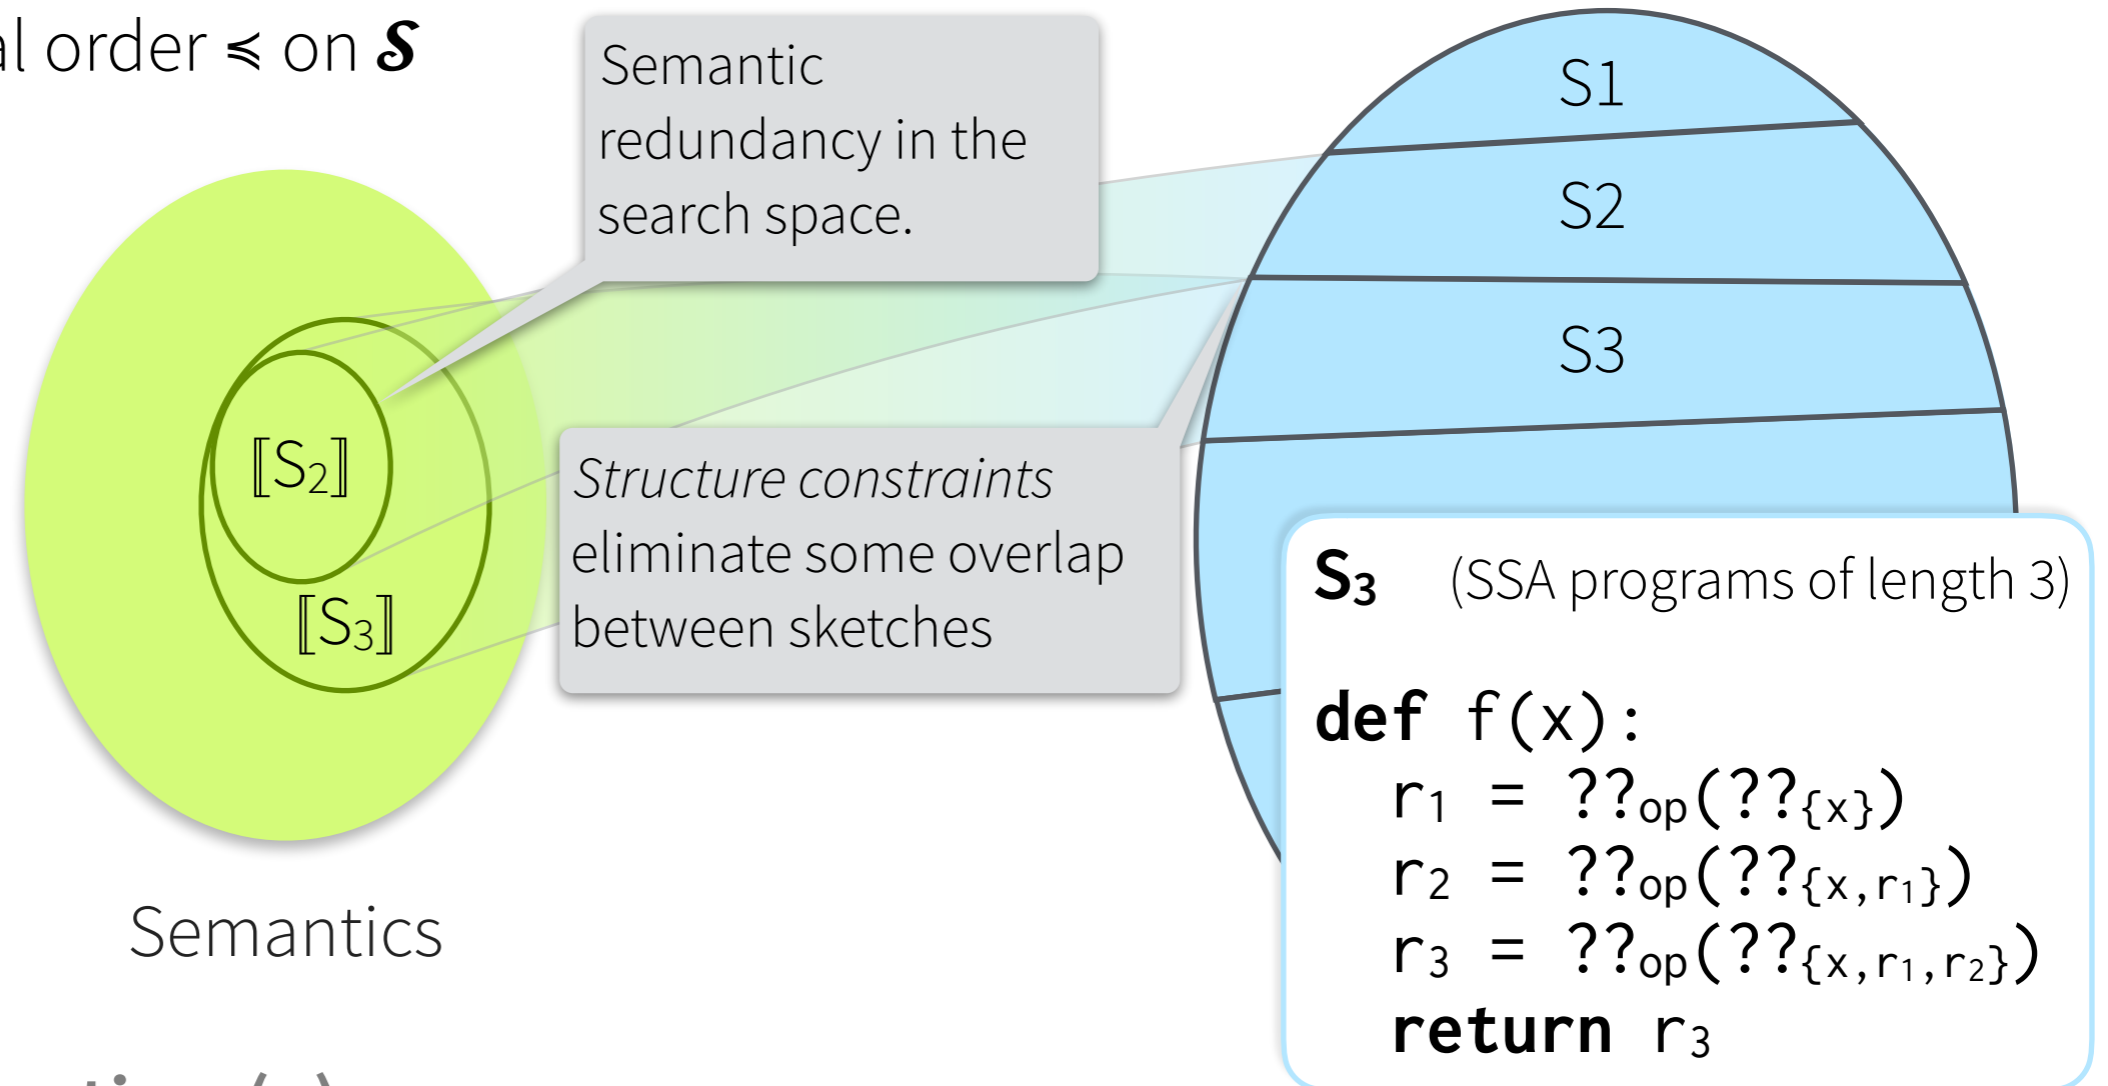 al order ≼ on 𝓢
Semantic
redundancy in the
search space.
S1
S2
S3
⟦S₂⟧
⟦S₃⟧
Structure constraints
eliminate some overlap
between sketches
Semantics
S₃ (SSA programs of length 3)
def f(x):
r₁ = ??op(??{x})
r₂ = ??op(??{x,r₁})
r₃ = ??op(??{x,r₁,r₂})
return r₃